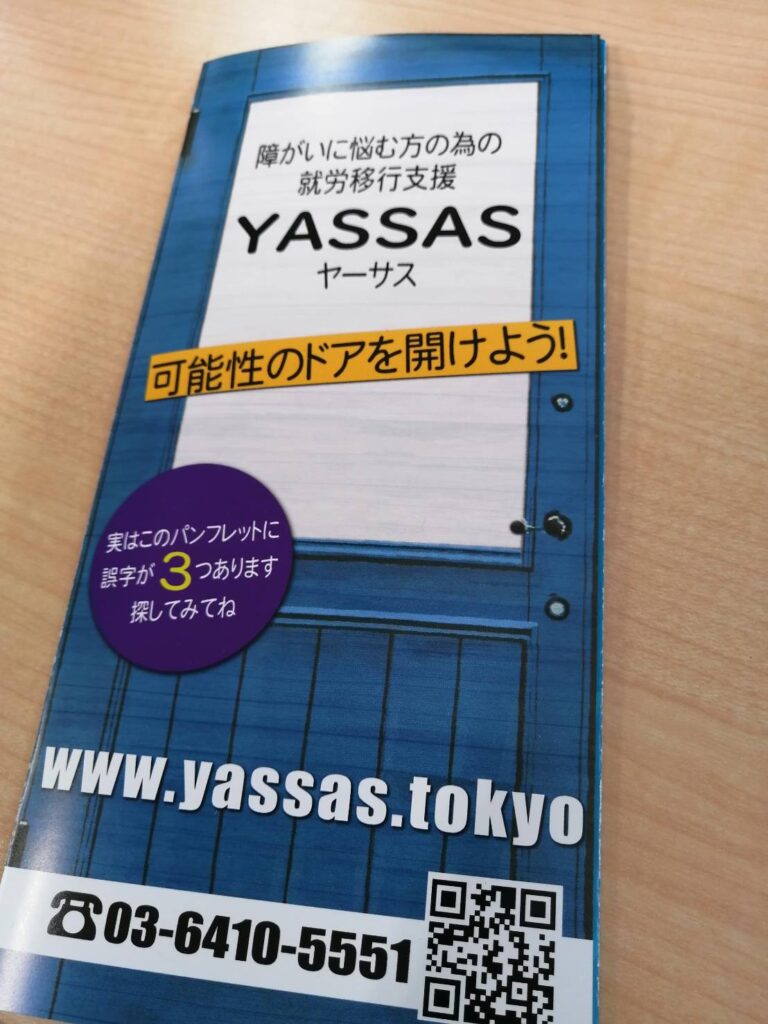 障がいに悩む方の為の
就労移行支援
YASSAS
ヤーサス
可能性のドアを開けよう!
実はこのパンフレットに
誤字が3つあります
探してみてね
www.yassas.tokyo
☎03-6410-5551